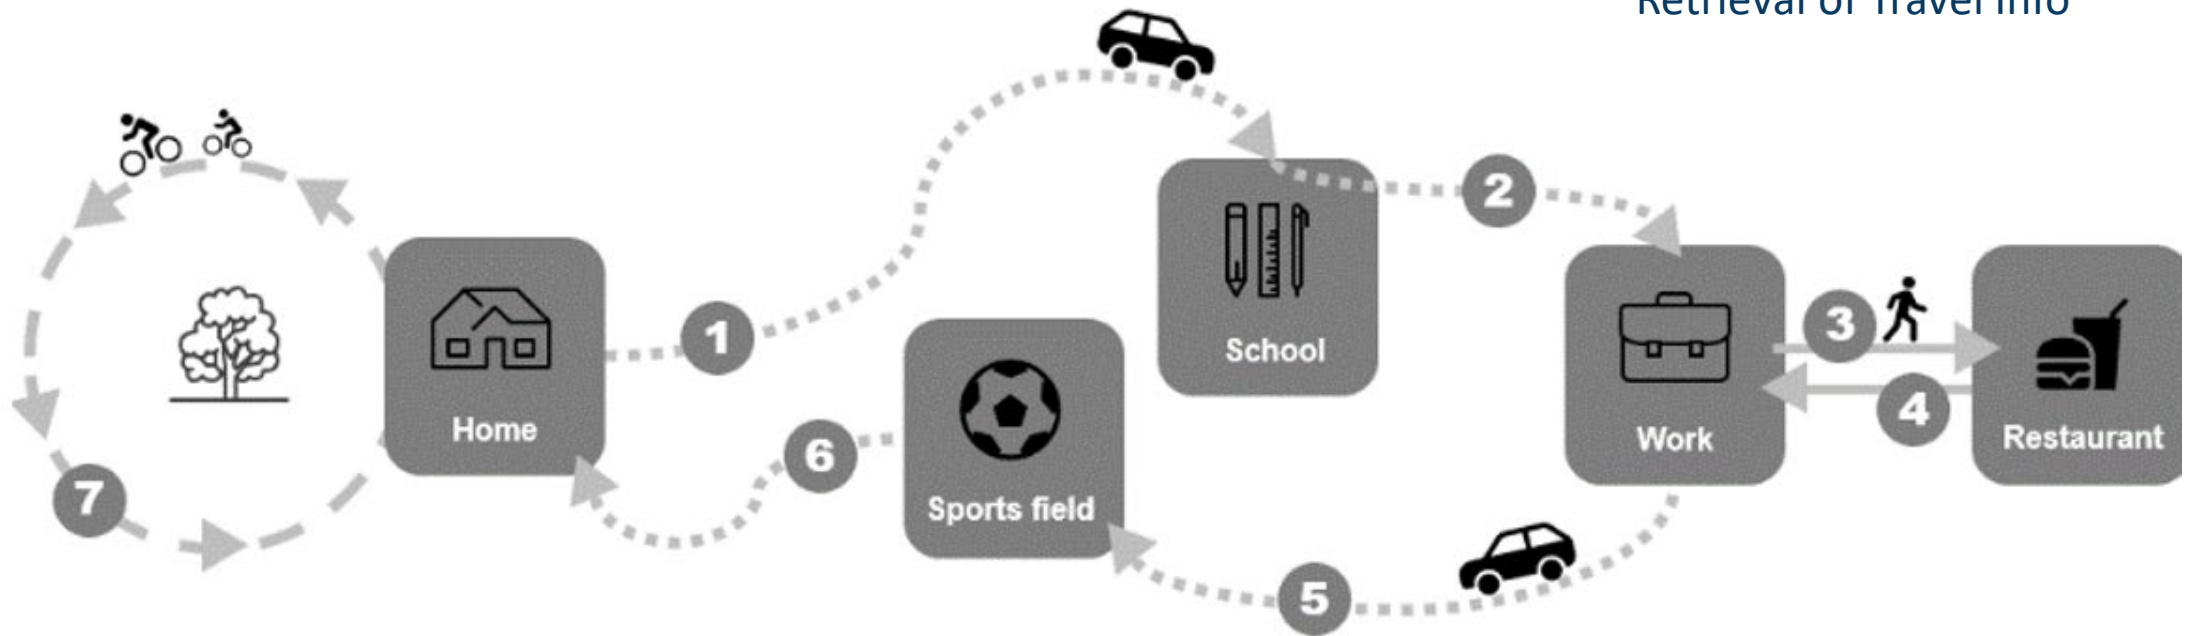 Retrieval of Travel Info
1
2
3
School
Home
Work
4
Restaurant
6
Sports field
7
5